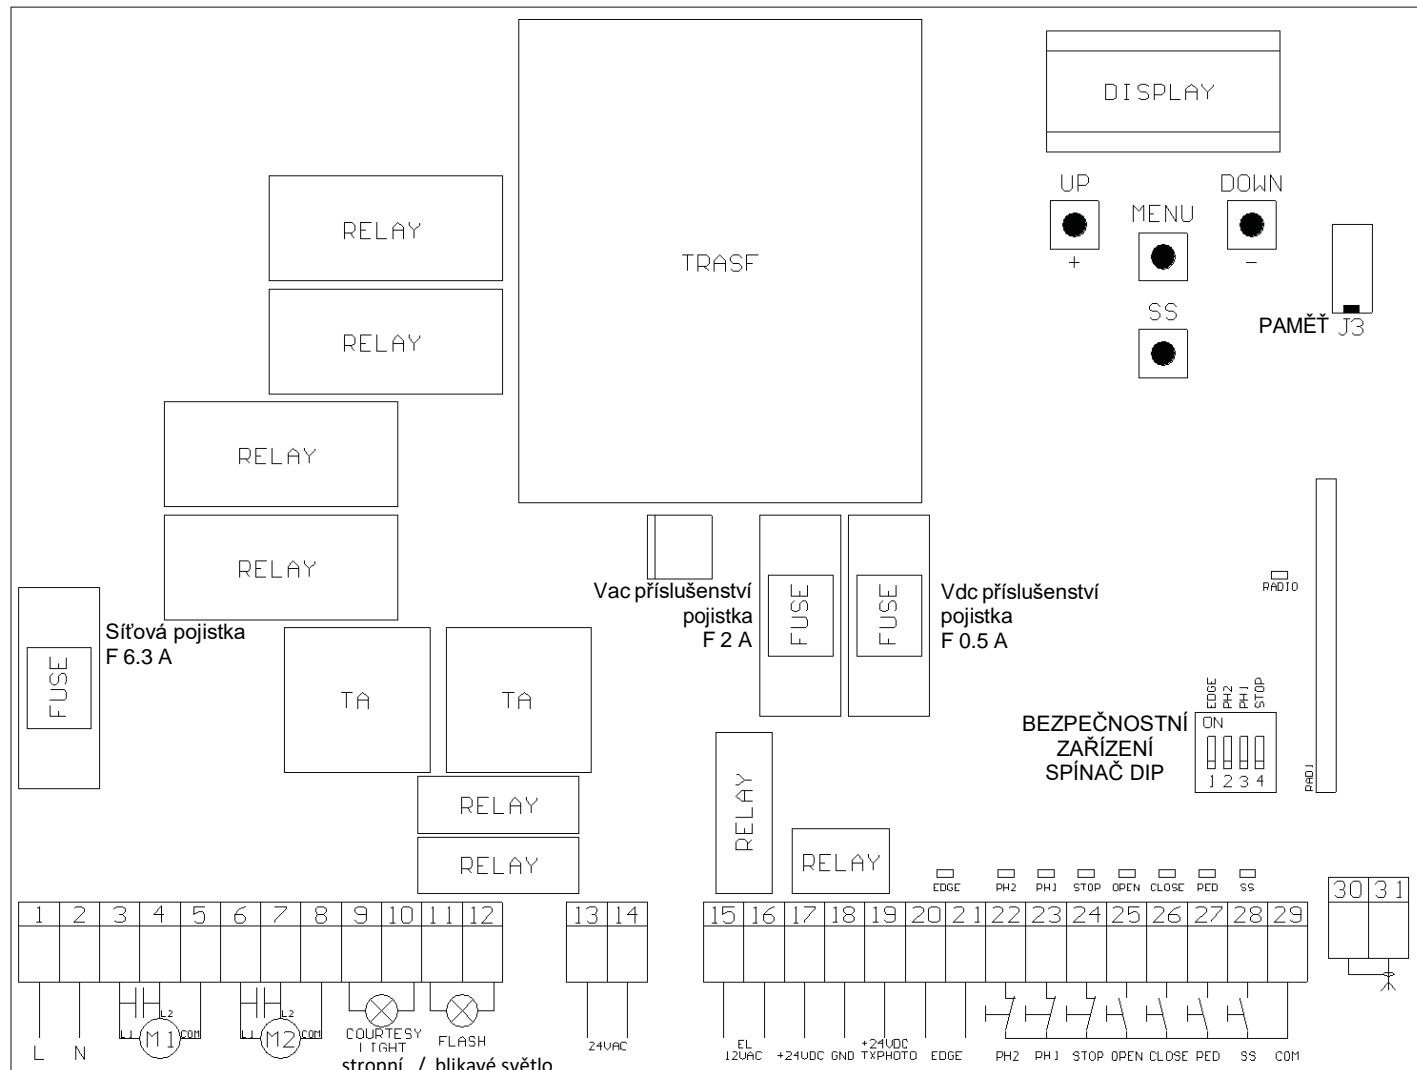 DISPLAY
UP
DOWN
MENU
+
-
SS
PAMĚŤ J3
TRASF
RELAY
RELAY
RELAY
RELAY
Síťová pojistka
F 6.3 A
FUSE
TA
TA
RELAY
RELAY
Vac příslušenství
pojistka
F 2 A
FUSE
FUSE
Vdc příslušenství
pojistka
F 0.5 A
RADIO
RAD1
EDGE
PH2
PH1
STOP
BEZPEČNOSTNÍ
ZAŘÍZENÍ
SPÍNAČ DIP
ON
1 2 3 4
RELAY
RELAY
EDGE PH2 PH1 STOP OPEN CLOSE PED SS
1 2 3 4 5 6 7 8 9 10 11 12
13 14
15 16 17 18 19 20 21 22 23 24 25 26 27 28 29
30 31
L N
L1 M1 L2 COM
L1 M2 L2 COM
COURTESY
LIGHT
FLASH
stropní / blikavé světlo
24VAC
EL
12VAC
+24VDC GND
+24VDC
TXPHOTO
EDGE
PH2 PH1 STOP OPEN CLOSE PED SS COM